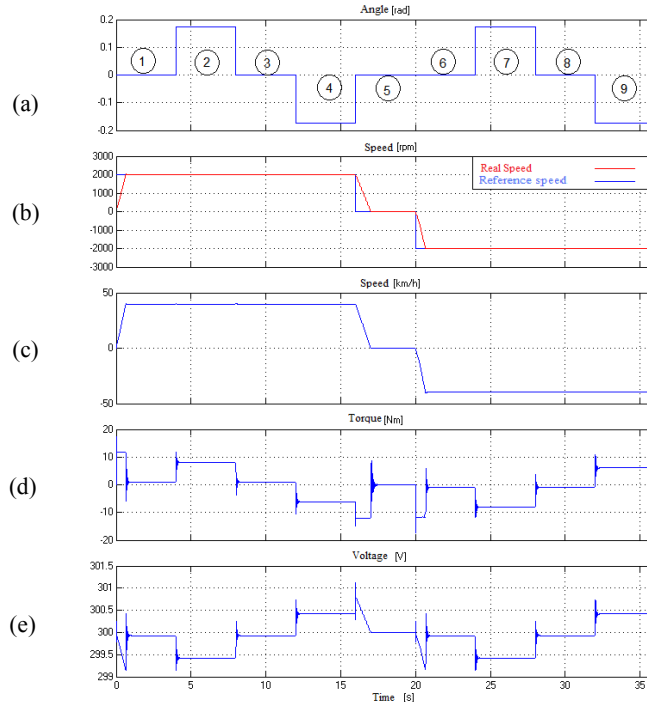 Angle [rad]
0.2
0.1
0
0.1
0.2
1
2
3
4
5
6
7
8
9
(a)
Speed [rpm]
3000
2000
1000
0
-1000
-2000
-3000
Real Speed
Reference speed
(b)
Speed [km/h]
50
0
-50
(c)
Torque [Nm]
20
10
0
-10
-20
(d)
Voltage [V]
301.5
301
300.5
300
299.5
299
(e)
0 5 10 15 20 25 30 35
Time [s]